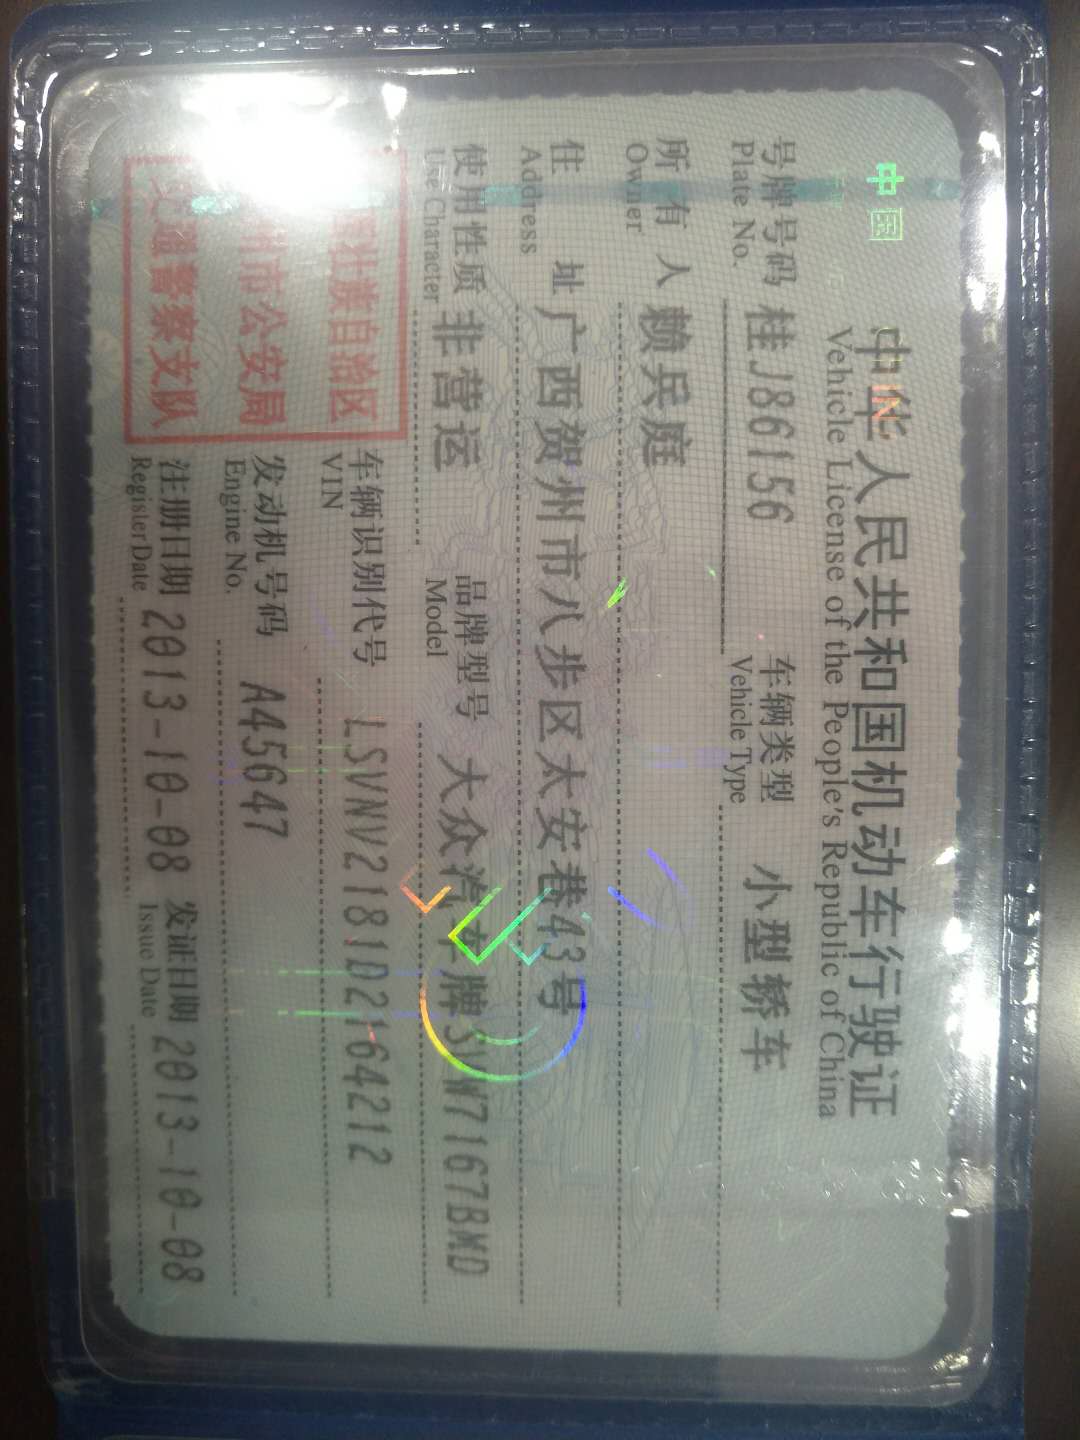 中国
中华人民共和国机动车行驶证
Vehicle License of the People's Republic of China
号牌号码 桂J86156 车辆类型 小型轿车
Plate No. Vehicle Type
所有人 赖兵庭
Owner
住址 广西贺州市八步区太安巷43号
Address
使用性质 非营运 品牌型号 大众汽车牌SVW7167BMD
Use Character Model
车辆识别代号 LSVNV2181D2164212
VIN
发动机号码 A45647
Engine No.
注册日期 2013-10-08 发证日期 2013-10-08
Register Date Issue Date
壮族自治区
州市公安局
警察支队